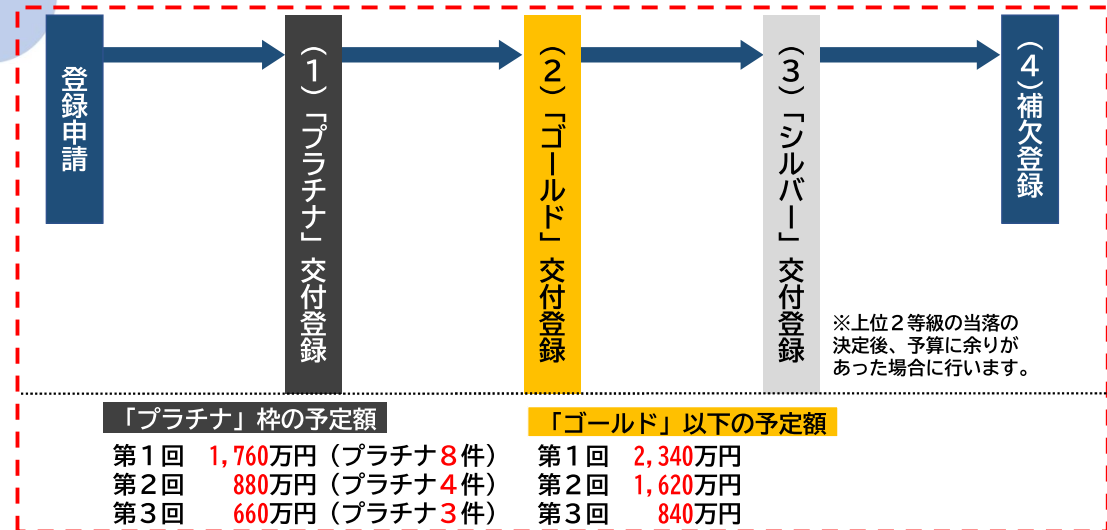 登録申請
（１）「プラチナ」交付登録
（２）「ゴールド」交付登録
（３）「シルバー」交付登録
（４）補欠登録
※上位２等級の当落の
決定後、予算に余りが
あった場合に行います。
「プラチナ」枠の予定額
第１回　1,760万円（プラチナ８件）
第２回　880万円（プラチナ４件）
第３回　660万円（プラチナ３件）
「ゴールド」以下の予定額
第１回　2,340万円
第２回　1,620万円
第３回　840万円